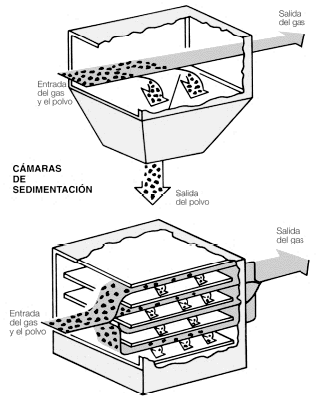 Salida
del gas
Entrada
del gas
y el polvo
CÁMARAS
DE
SEDIMENTACIÓN
Salida
del polvo
Salida
del gas
Entrada
del gas
y el polvo